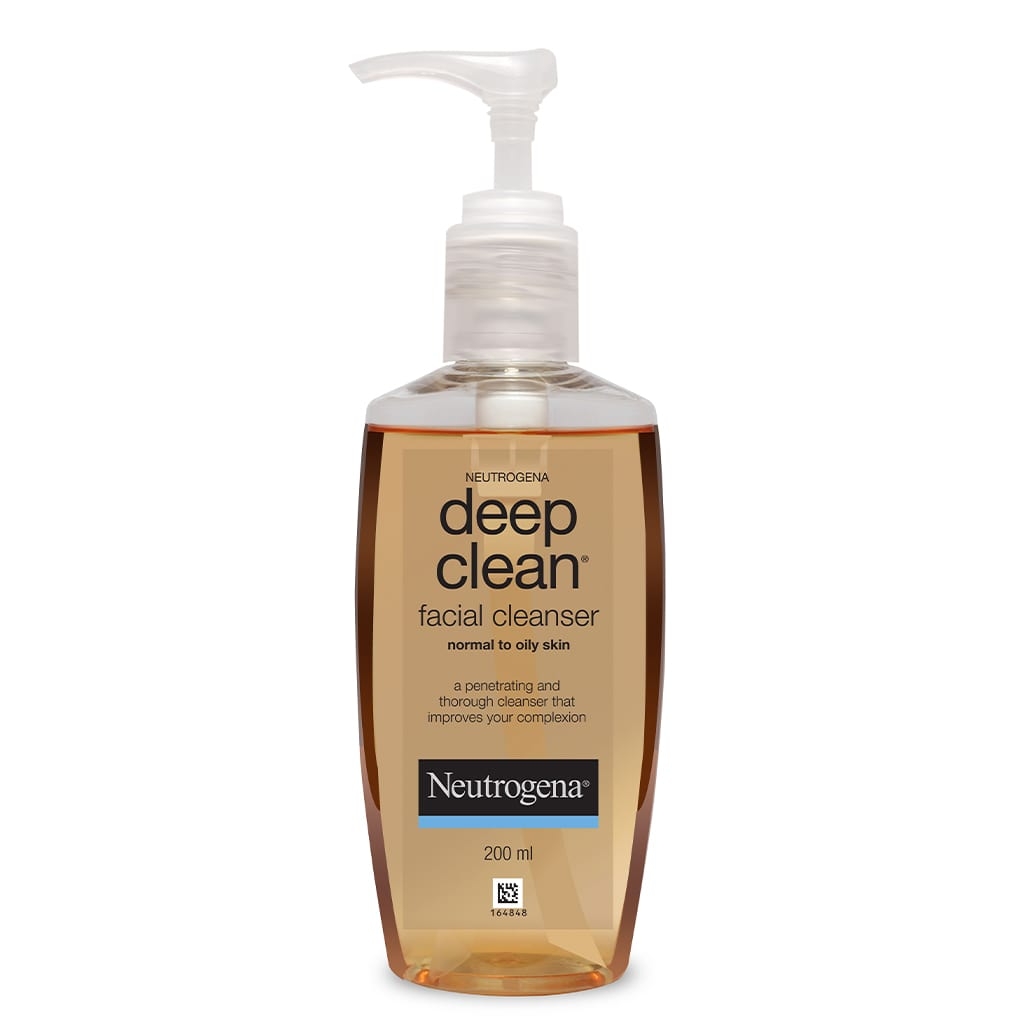 NEUTROGENA
deep
clean®
facial cleanser
normal to oily skin
a penetrating and
thorough cleanser that
improves your complexion
Neutrogena®
200 ml
164848